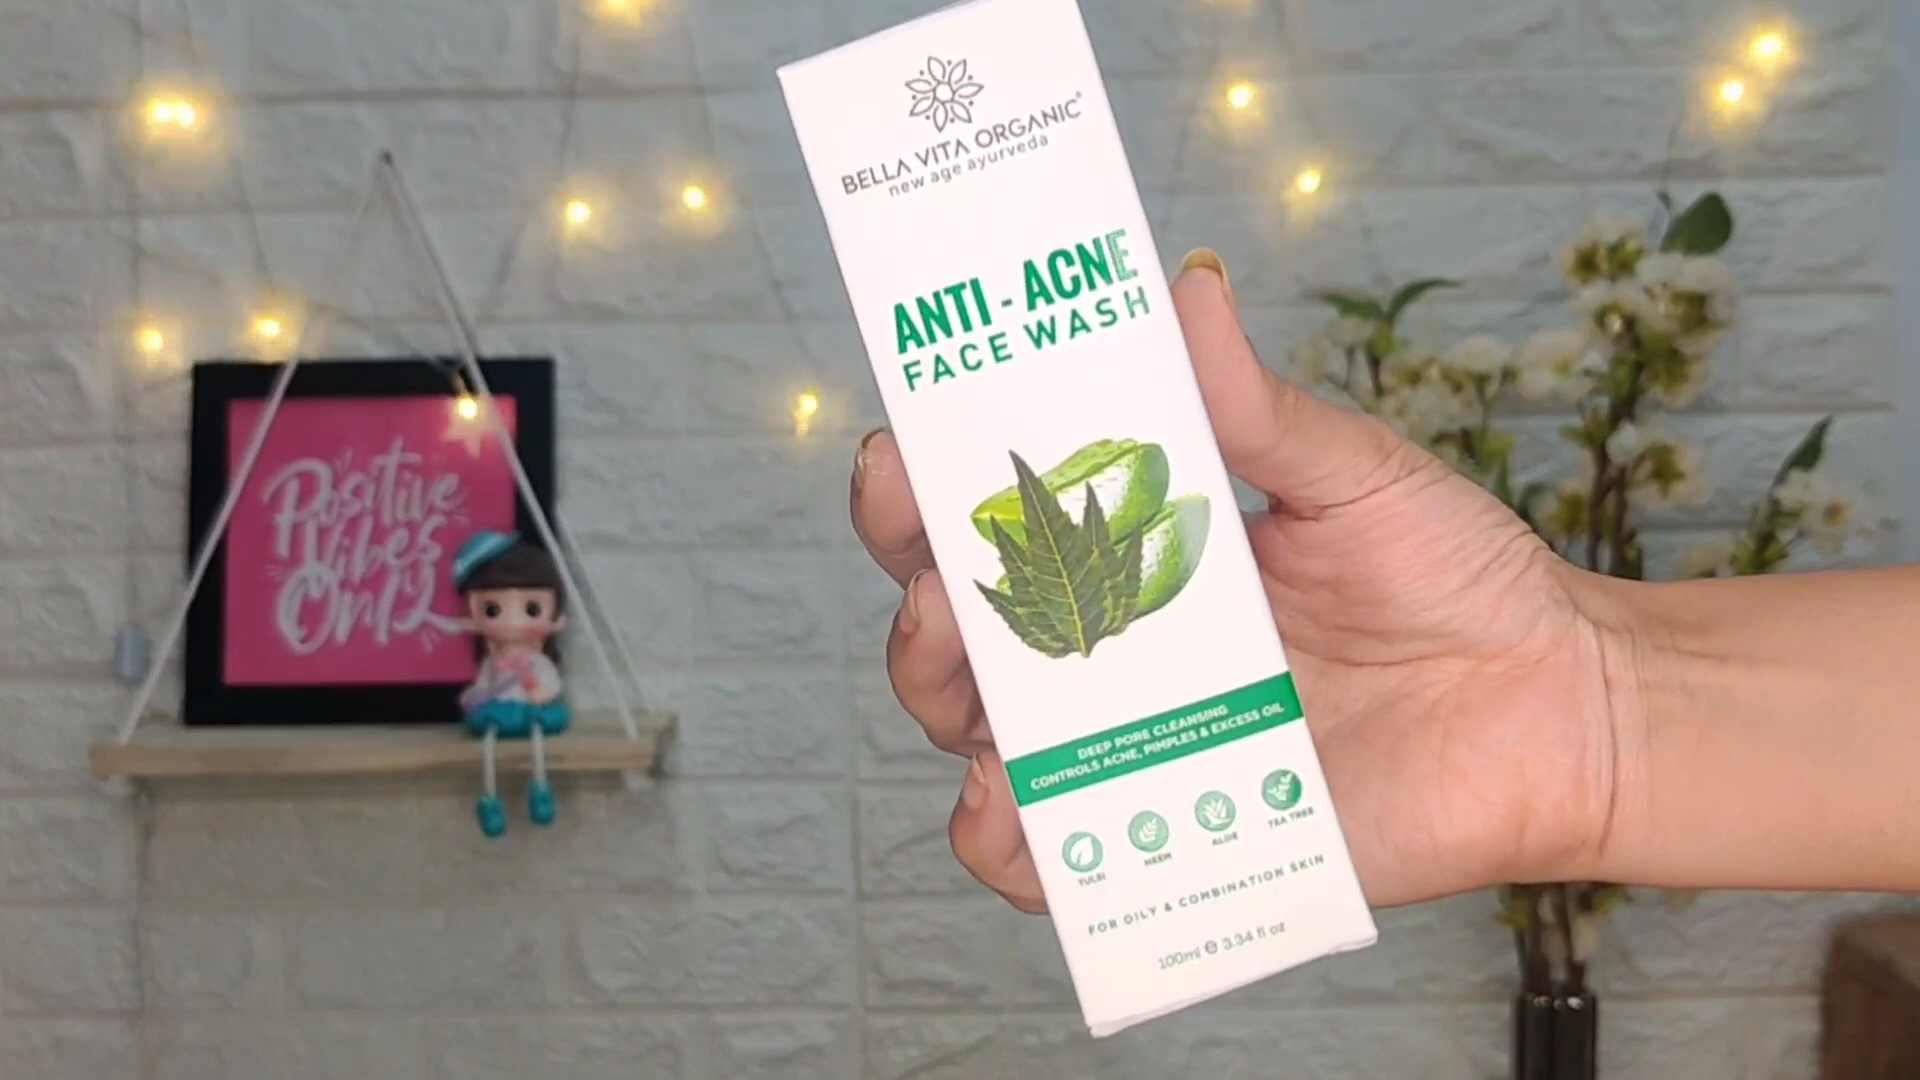 BELLA VITA ORGANIC®
new age ayurveda
ANTI - ACNE
FACE WASH
DEEP PORE CLEANSING
CONTROLS ACNE, PIMPLES & EXCESS OIL
TULSI
NEEM
ALOE
TEA TREE
FOR OILY & COMBINATION SKIN
100ml ℮ 3.34 fl oz
Positive
Vibes
Only